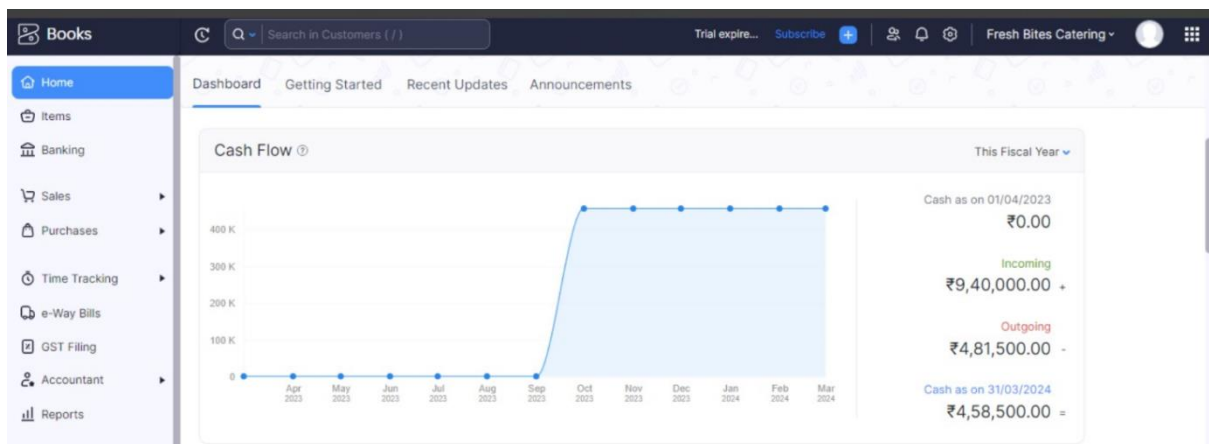 Books
Search in Customers ( / )
Trial expire... Subscribe
Fresh Bites Catering
Home
Items
Banking
Sales
Purchases
Time Tracking
e-Way Bills
GST Filing
Accountant
Reports
Dashboard Getting Started Recent Updates Announcements
Cash Flow
This Fiscal Year
400 K
300 K
200 K
100 K
0
Apr May Jun Jul Aug Sep Oct Nov Dec Jan Feb Mar
2023 2023 2023 2023 2023 2023 2023 2023 2023 2024 2024 2024
Cash as on 01/04/2023
₹0.00
Incoming
₹9,40,000.00 +
Outgoing
₹4,81,500.00 -
Cash as on 31/03/2024
₹4,58,500.00 =